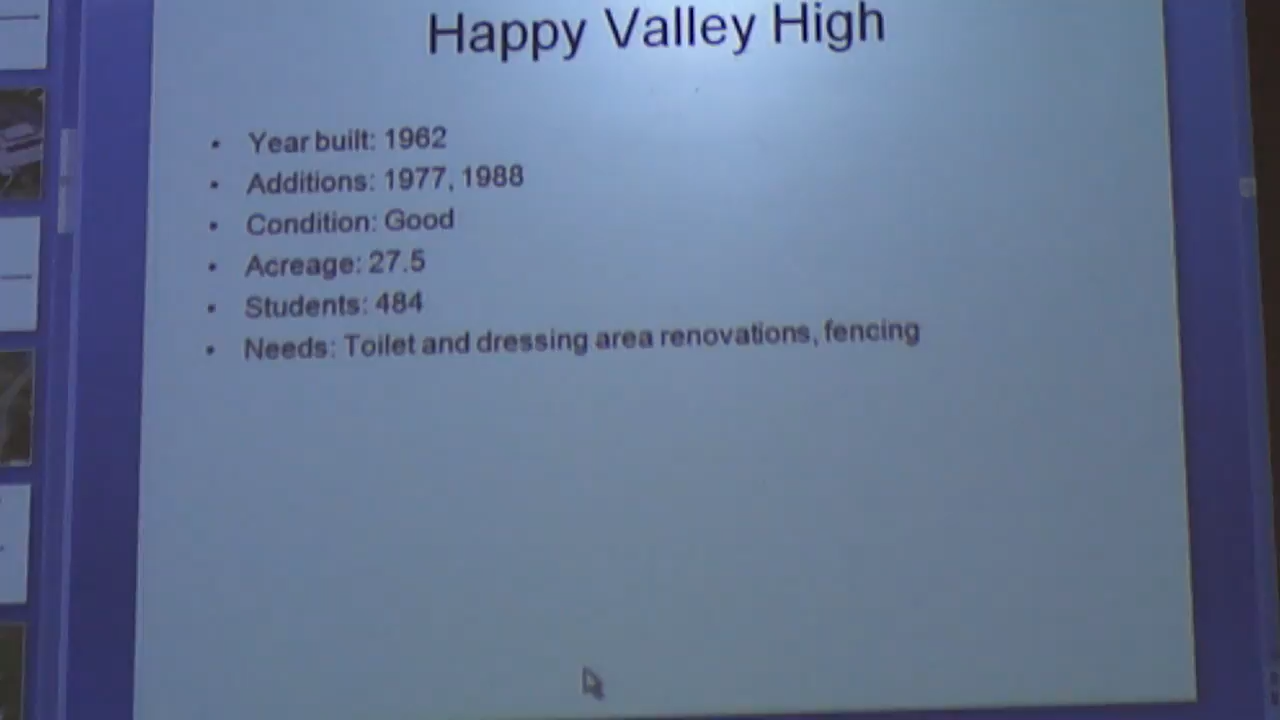 Happy Valley High
• Year built: 1962
• Additions: 1977, 1988
• Condition: Good
• Acreage: 27.5
• Students: 484
• Needs: Toilet and dressing area renovations, fencing